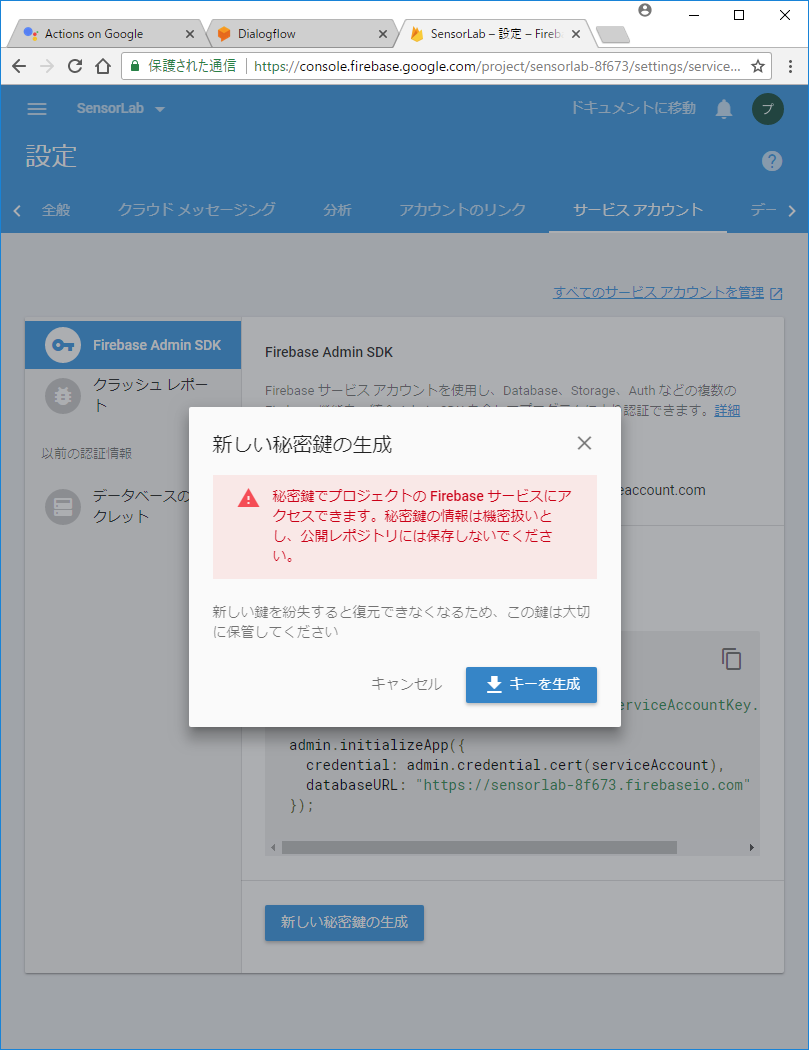 Actions on Google
Dialogflow
SensorLab – 設定 – Fireb
保護された通信
https://console.firebase.google.com/project/sensorlab-8f673/settings/service...
SensorLab
ドキュメントに移動
プ
設定
全般
クラウド メッセージング
分析
アカウントのリンク
サービス アカウント
デー
すべてのサービス アカウントを管理
Firebase Admin SDK
クラッシュ レポー
ト
以前の認証情報
データベースの
クレット
Firebase Admin SDK
Firebase サービス アカウントを使用し、Database、Storage、Auth などの複数の
詳細
eaccount.com
新しい秘密鍵の生成
秘密鍵でプロジェクトの Firebase サービスにア
クセスできます。秘密鍵の情報は機密扱いと
し、公開レポジトリには保存しないでくださ
い。
新しい鍵を紛失すると復元できなくなるため、この鍵は大切
に保管してください
キャンセル
キーを生成
erviceAccountKey.
admin.initializeApp({
credential: admin.credential.cert(serviceAccount),
databaseURL: "https://sensorlab-8f673.firebaseio.com"
});
新しい秘密鍵の生成